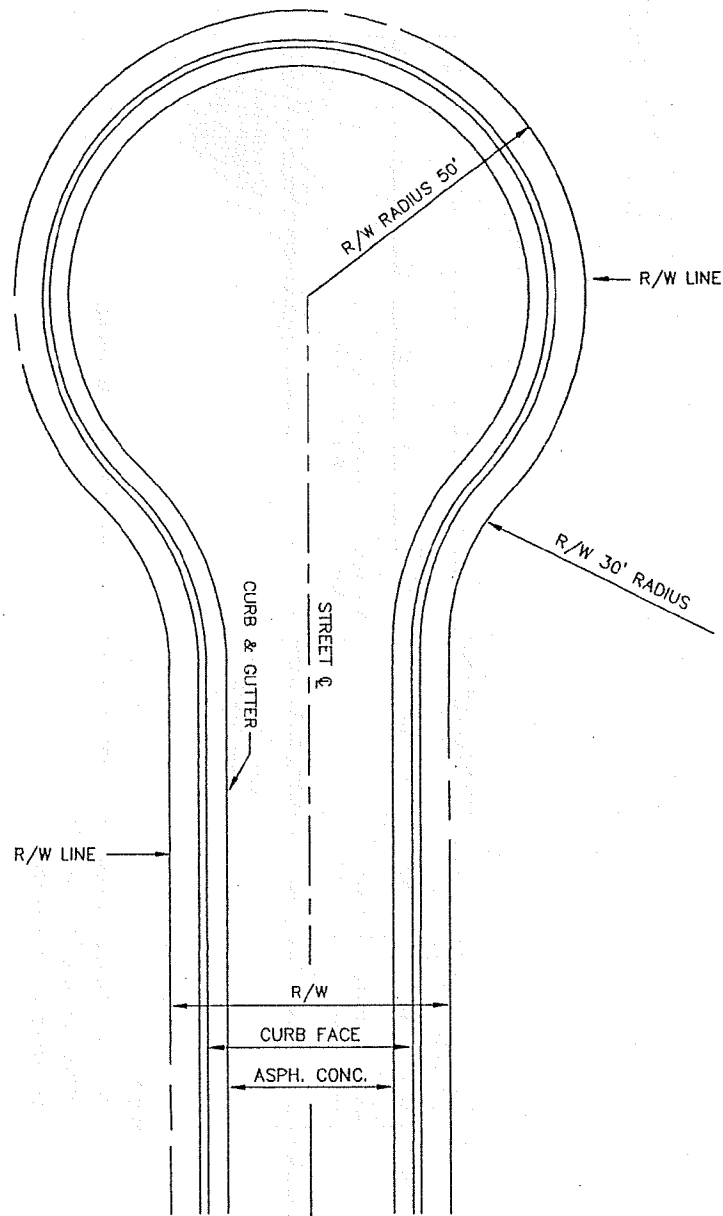 R/W RADIUS 50'
R/W LINE
R/W 30' RADIUS
CURB & GUTTER
STREET ℄
R/W LINE
R/W
CURB FACE
ASPH. CONC.